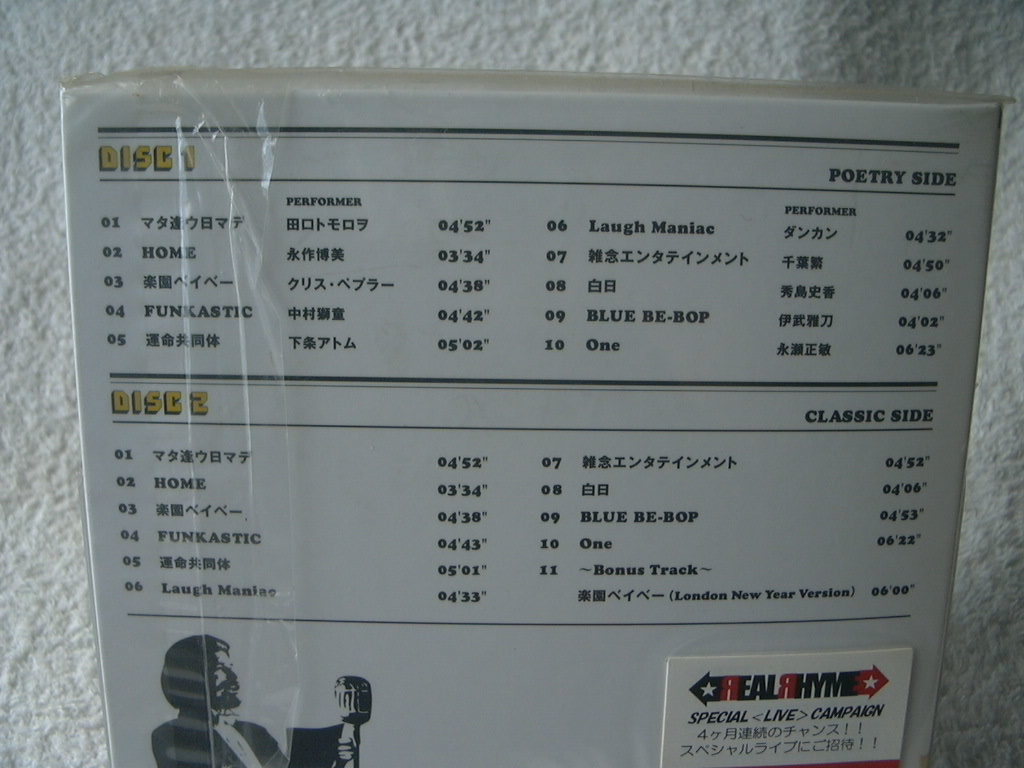 DISC 1
POETRY SIDE
PERFORMER
01 マタ逢ウ日マデ 田口トモロヲ 04'52"
02 HOME 永作博美 03'34"
03 楽園ベイベー クリス・ペプラー 04'38"
04 FUNKASTIC 中村獅童 04'42"
05 運命共同体 下条アトム 05'02"
PERFORMER
06 Laugh Maniac ダンカン 04'32"
07 雑念エンタテインメント 千葉繁 04'50"
08 白日 秀島史香 04'06"
09 BLUE BE-BOP 伊武雅刀 04'02"
10 One 永瀬正敏 06'23"
DISC 2
CLASSIC SIDE
01 マタ逢ウ日マデ 04'52"
02 HOME 03'34"
03 楽園ベイベー 04'38"
04 FUNKASTIC 04'43"
05 運命共同体 05'01"
06 Laugh Maniac 04'33"
07 雑念エンタテインメント 04'52"
08 白日 04'06"
09 BLUE BE-BOP 04'53"
10 One 06'22"
11 ~Bonus Track~
楽園ベイベー (London New Year Version) 06'00"
REALRHYME
SPECIAL <LIVE> CAMPAIGN
4ヶ月連続のチャンス!!
スペシャルライブにご招待!!